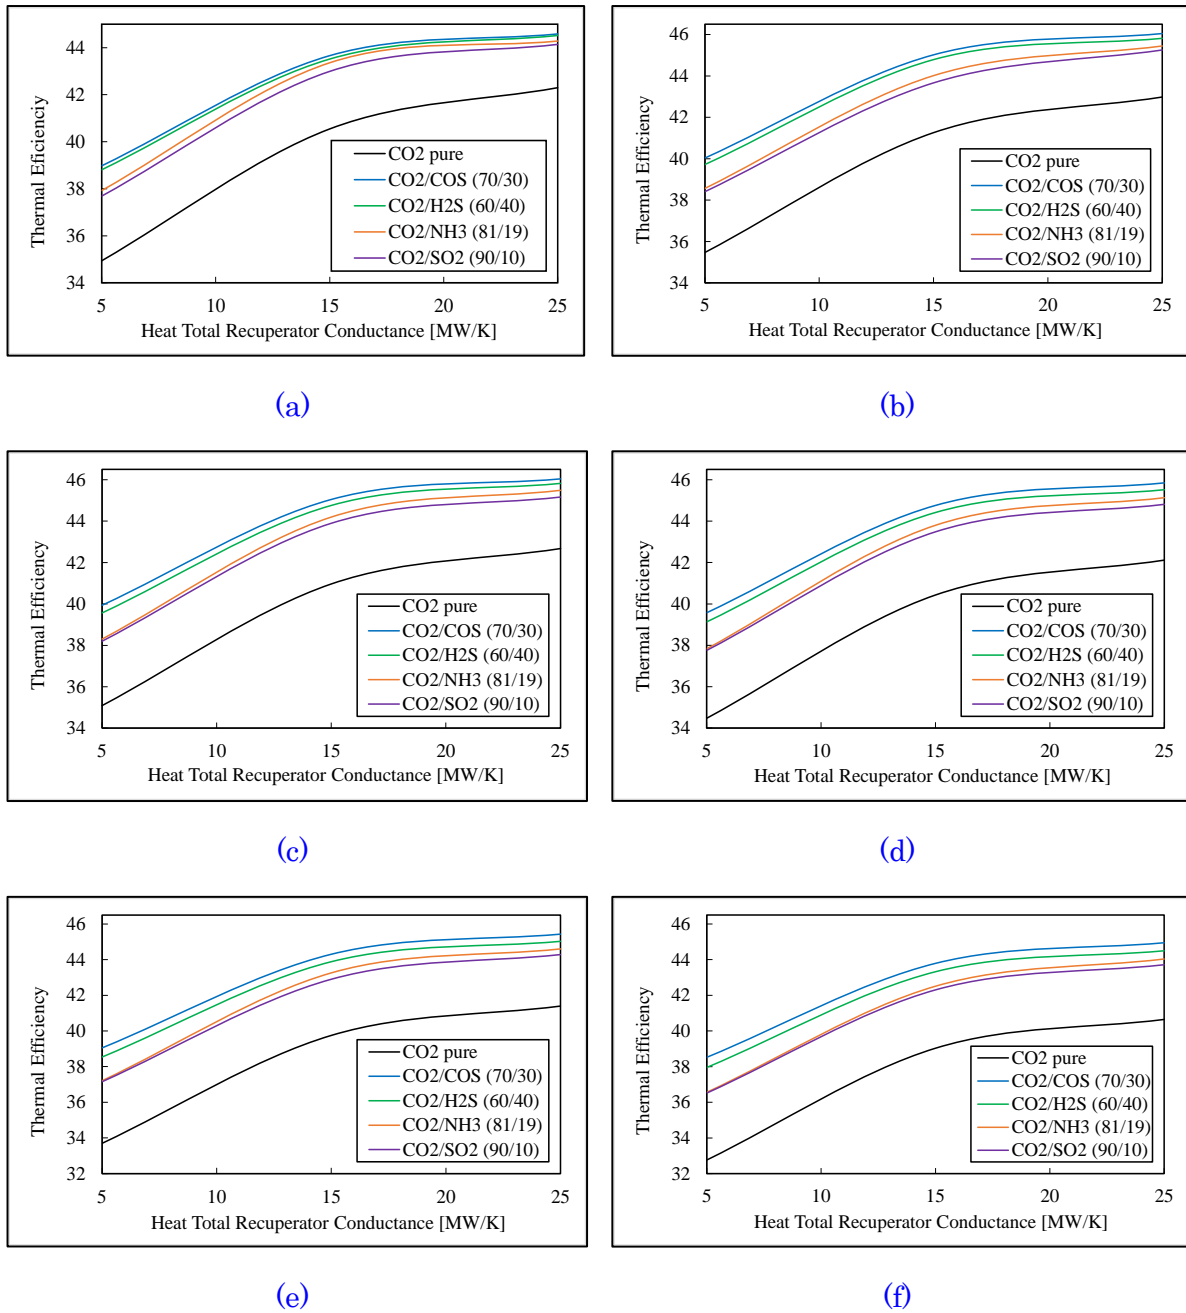 44
42
40
38
36
34
5 10 15 20 25
Thermal Eficiencіy
Heat Total Recuperator Conductance [MW/K]
CO2 pure
CO2/COS (70/30)
CO2/H2S (60/40)
CO2/NH3 (81/19)
CO2/SO2 (90/10)
(a)
46
44
42
40
38
36
34
5 10 15 20 25
Thermal Efficiency
Heat Total Recuperator Conductance [MW/K]
CO2 pure
CO2/COS (70/30)
CO2/H2S (60/40)
CO2/NH3 (81/19)
CO2/SO2 (90/10)
(b)
46
44
42
40
38
36
34
5 10 15 20 25
Thermal Efficiency
Heat Total Recuperator Conductance [MW/K]
CO2 pure
CO2/COS (70/30)
CO2/H2S (60/40)
CO2/NH3 (81/19)
CO2/SO2 (90/10)
(c)
46
44
42
40
38
36
34
5 10 15 20 25
Thermal Efficiency
Heat Total Recuperator Conductance [MW/K]
CO2 pure
CO2/COS (70/30)
CO2/H2S (60/40)
CO2/NH3 (81/19)
CO2/SO2 (90/10)
(d)
46
44
42
40
38
36
34
32
5 10 15 20 25
Thermal Efficiency
Heat Total Recuperator Conductance [MW/K]
CO2 pure
CO2/COS (70/30)
CO2/H2S (60/40)
CO2/NH3 (81/19)
CO2/SO2 (90/10)
(e)
46
44
42
40
38
36
34
32
5 10 15 20 25
Thermal Efficiency
Heat Total Recuperator Conductance [MW/K]
CO2 pure
CO2/COS (70/30)
CO2/H2S (60/40)
CO2/NH3 (81/19)
CO2/SO2 (90/10)
(f)